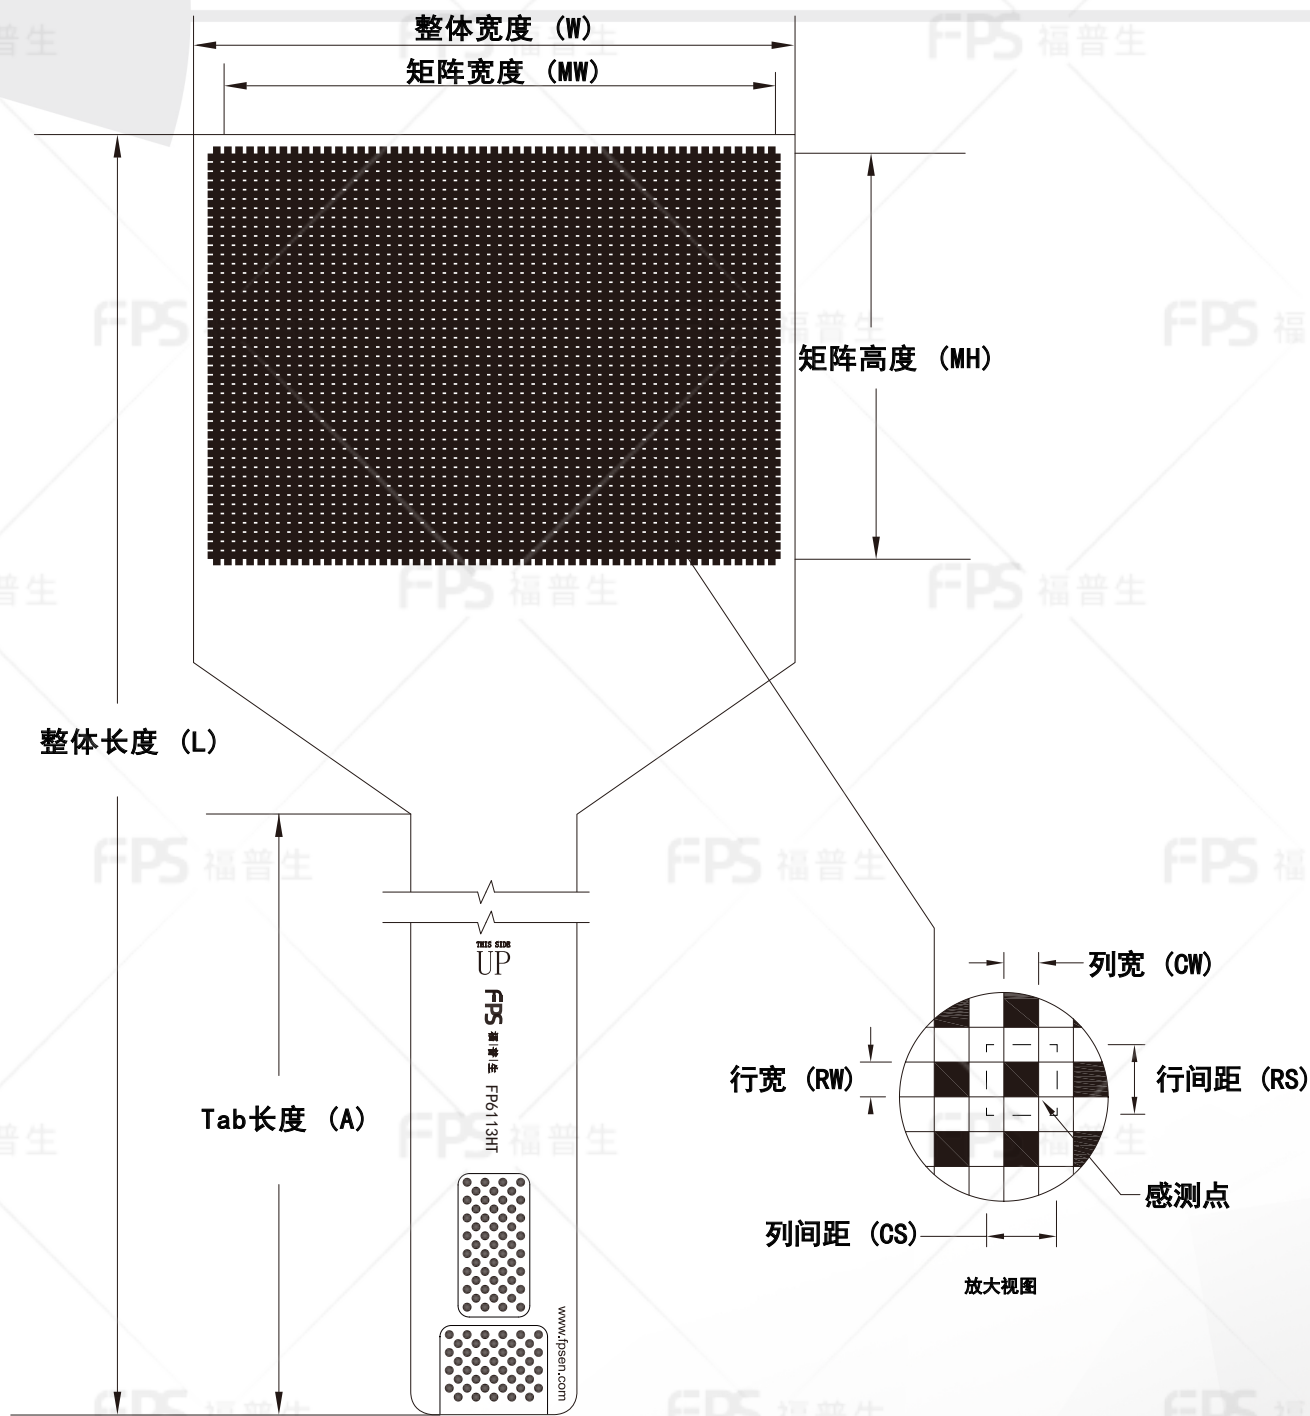 整体宽度 (W)
矩阵宽度 (MW)
矩阵高度 (MH)
整体长度 (L)
Tab长度 (A)
THIS SIDE
UP
FPS
福普生
FP6113HT
www.fpsen.com
列宽 (CW)
行宽 (RW)
行间距 (RS)
感测点
列间距 (CS)
放大视图
FPS 福普生